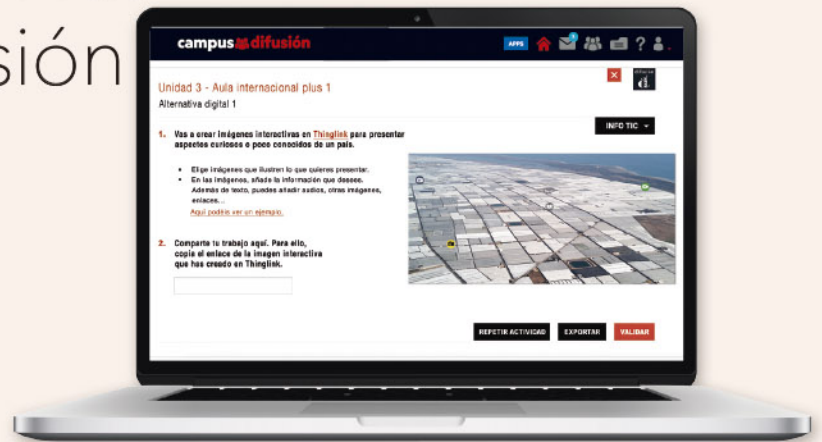 sión
campus difusión
APPS
?
Unidad 3 - Aula internacional plus 1
Alternativa digital 1
INFO TIC
1. Vas a crear imágenes interactivas en Thinglink para presentar
aspectos curiosos o poco conocidos de un país.
• Elige imágenes que ilustren lo que quieres presentar.
• En las imágenes, añade la información que desees.
Además de texto, puedes añadir audios, otras imágenes,
enlaces...
Aquí podéis ver un ejemplo.
2. Comparte tu trabajo aquí. Para ello,
copia el enlace de la imagen interactiva
que has creado en Thinglink.
REPETIR ACTIVIDAD EXPORTAR VALIDAR